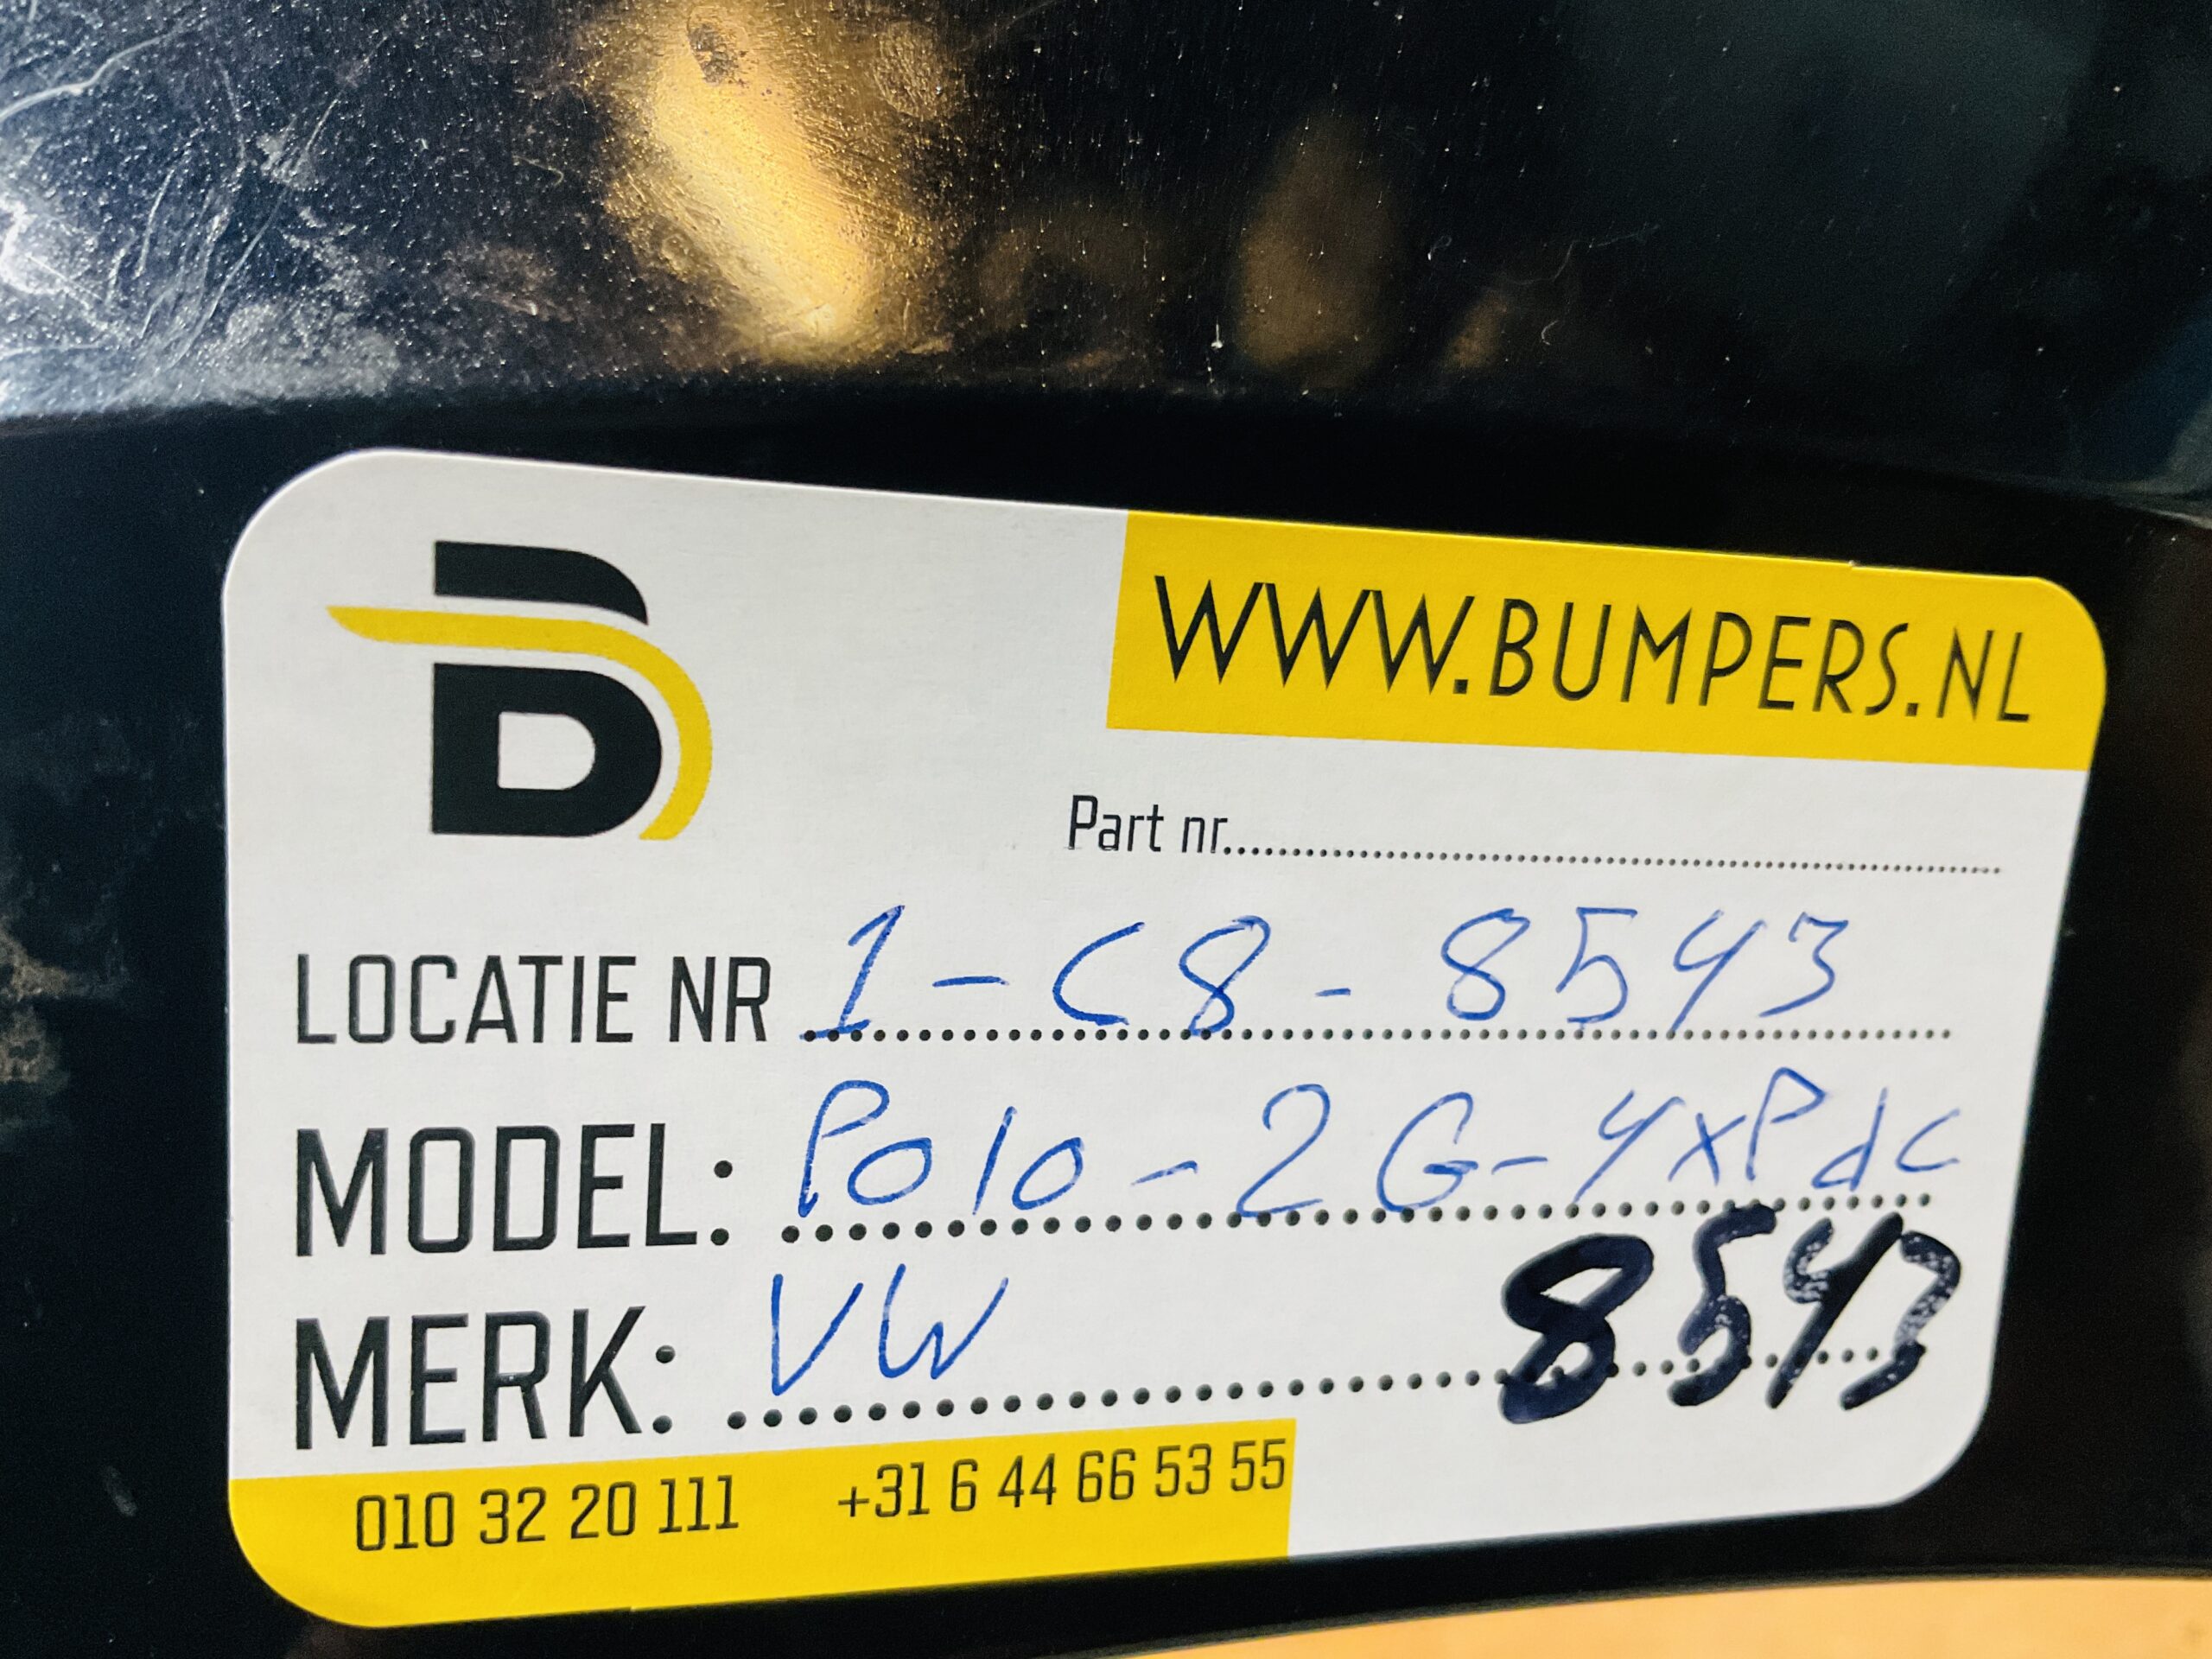 B
WWW.BUMPERS.NL
Part nr.
LOCATIE NR 1-C8-8543
MODEL: Polo-2G-4xPdc
MERK: VW 8543
010 32 20 111 +31 6 44 66 53 55